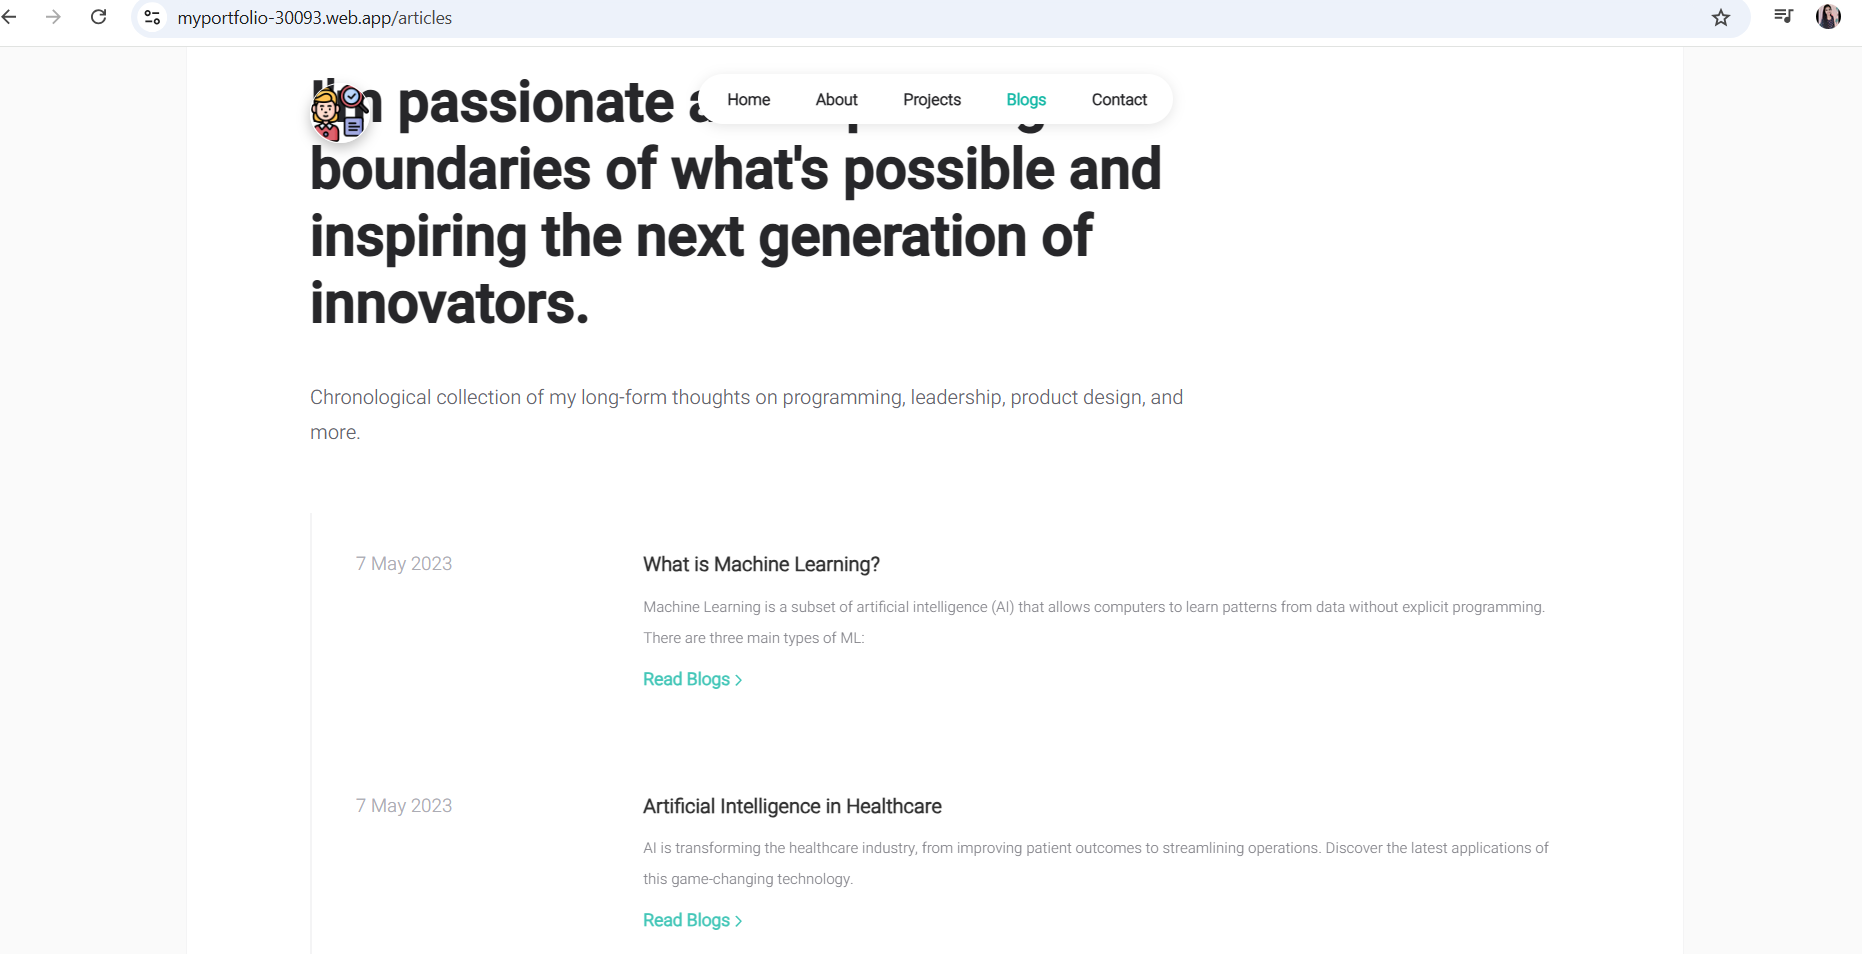 myportfolio-30093.web.app/articles
Home About Projects Blogs Contact
passionate
boundaries of what's possible and
inspiring the next generation of
innovators.
Chronological collection of my long-form thoughts on programming, leadership, product design, and
more.
7 May 2023
What is Machine Learning?
Machine Learning is a subset of artificial intelligence (AI) that allows computers to learn patterns from data without explicit programming.
There are three main types of ML:
Read Blogs >
7 May 2023
Artificial Intelligence in Healthcare
AI is transforming the healthcare industry, from improving patient outcomes to streamlining operations. Discover the latest applications of
this game-changing technology.
Read Blogs >